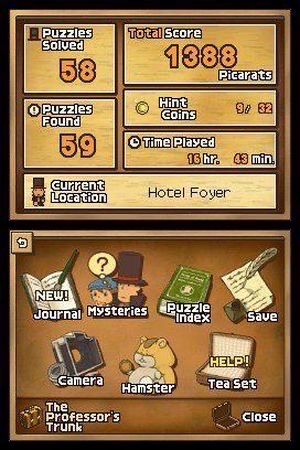 Puzzles
Solved
58
Total Score
1388
Picarats
Puzzles
Found
59
Hint
Coins
9/ 32
Time Played
16 hr. 43 min.
Current
Location
Hotel Foyer
NEW!
Journal
?
Mysteries
Puzzle
Index
Save
Camera
Hamster
HELP!
Tea Set
The
Professor's
Trunk
Close